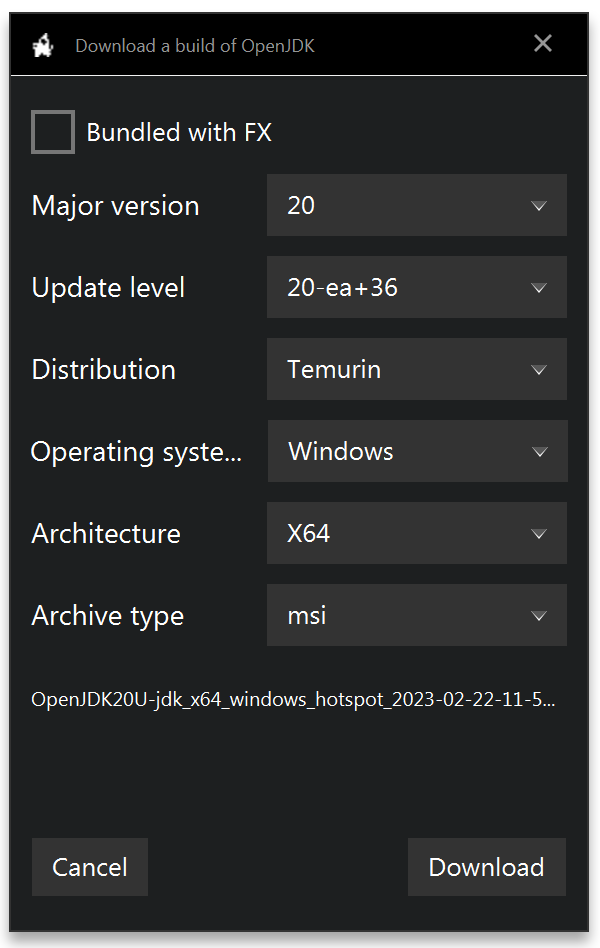 Download a build of OpenJDK
Bundled with FX
Major version 20
Update level 20-ea+36
Distribution Temurin
Operating syste... Windows
Architecture X64
Archive type msi
OpenJDK20U-jdk_x64_windows_hotspot_2023-02-22-11-5...
Cancel Download